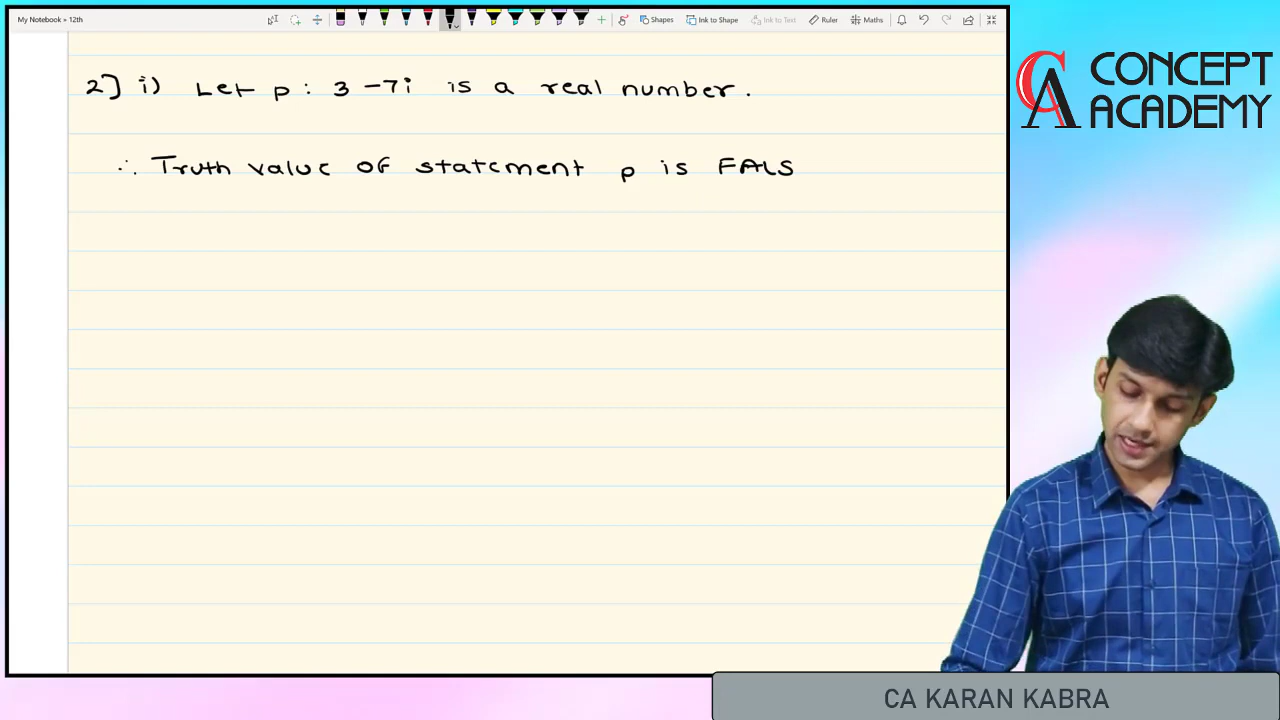 My Notebook » 12th
Shapes
Ink to Shape
Ink to Text
Ruler
Maths
CONCEPT
ACADEMY
2] i) Let p : 3 -7i is a real number.
∴ Truth value of statement p is FALS
CA KARAN KABRA